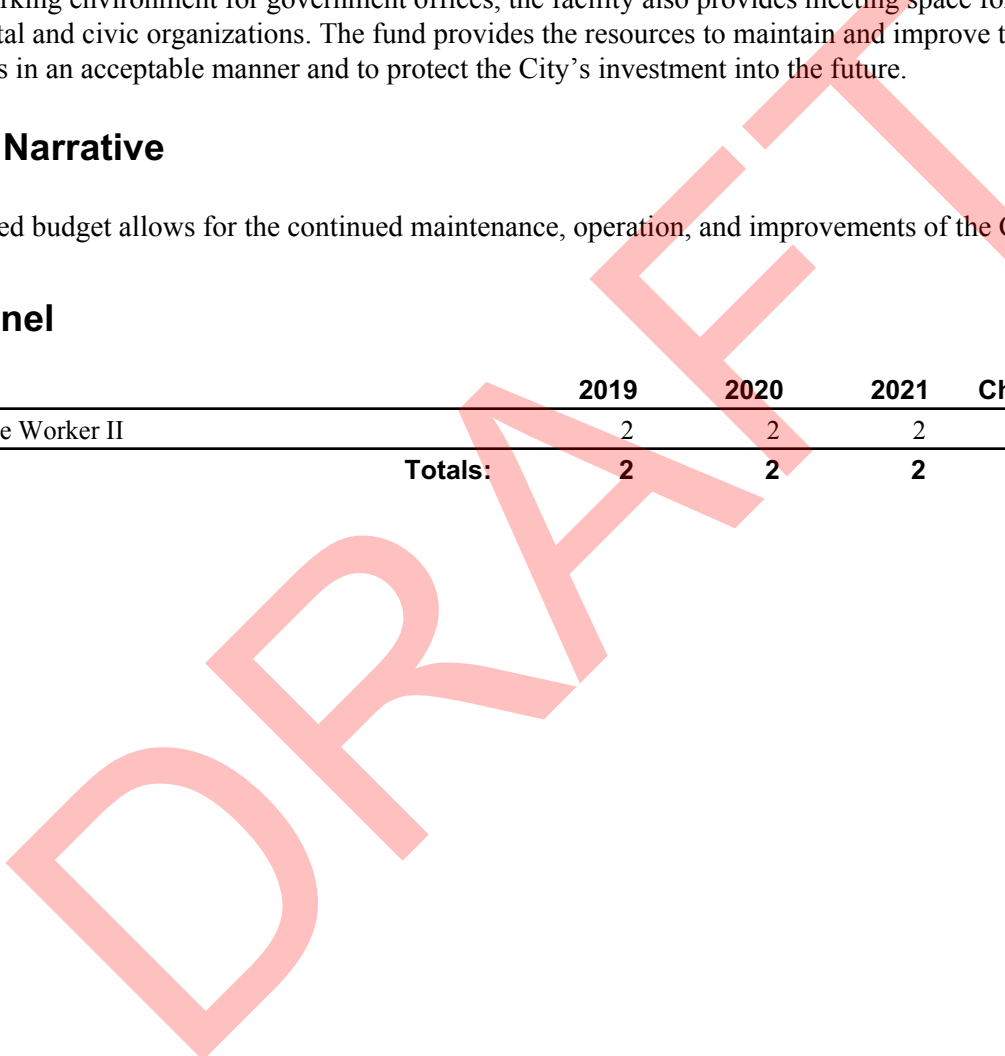 rking environment for government offices, the facility also provides meeting space for
tal and civic organizations. The fund provides the resources to maintain and improve t
s in an acceptable manner and to protect the City's investment into the future.
Narrative
ed budget allows for the continued maintenance, operation, and improvements of the C
nel
2019 2020 2021 Ch
e Worker II 2 2 2
Totals: 2 2 2
DRAFT